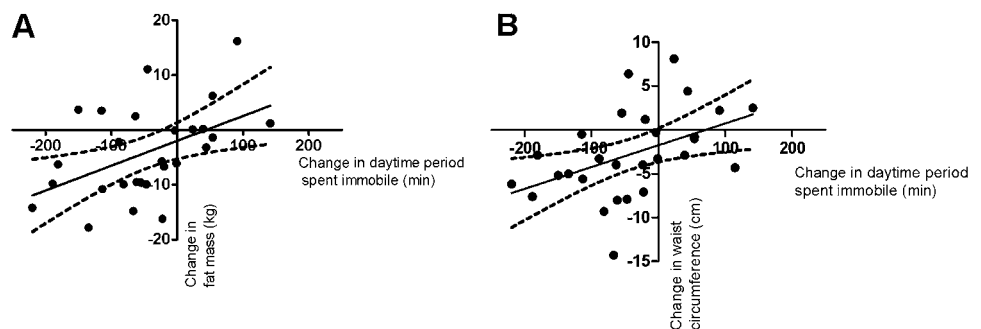 A
20
10
-200
-100
100
200
-10
-20
Change in daytime period
spent immobile (min)
Change in
fat mass (kg)
B
10
5
-200
-100
100
200
-5
-10
-15
Change in daytime period
spent immobile (min)
Change in waist
circumference (cm)